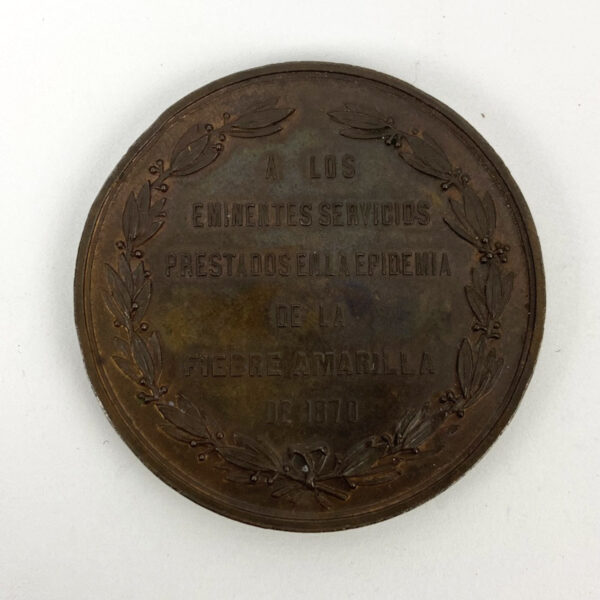 A LOS
EMINENTES SERVICIOS
PRESTADOS EN LA EPIDEMIA
DE LA
FIEBRE AMARILLA
DE 1870